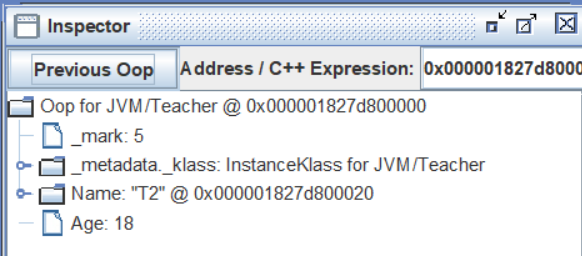 Inspector
Previous Oop Address / C++ Expression: 0x000001827d8000
Oop for JVM/Teacher @ 0x000001827d800000
_mark: 5
_metadata._klass: InstanceKlass for JVM/Teacher
Name: "T2" @ 0x000001827d800020
Age: 18